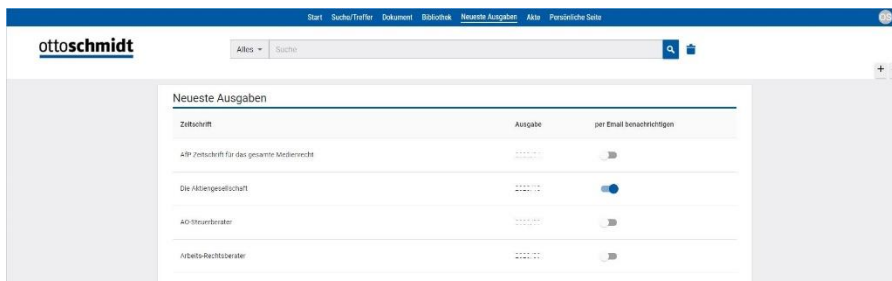 Start Suche/Treffer Dokument Bibliothek Neueste Ausgaben Akte Persönliche Seite
ottoschmidt
Alles Suche
+
Neueste Ausgaben
Zeitschrift Ausgabe per Email benachrichtigen
AfP Zeitschrift für das gesamte Medienrecht
Die Aktiengesellschaft
AO-Steuerberater
Arbeits-Rechtsberater